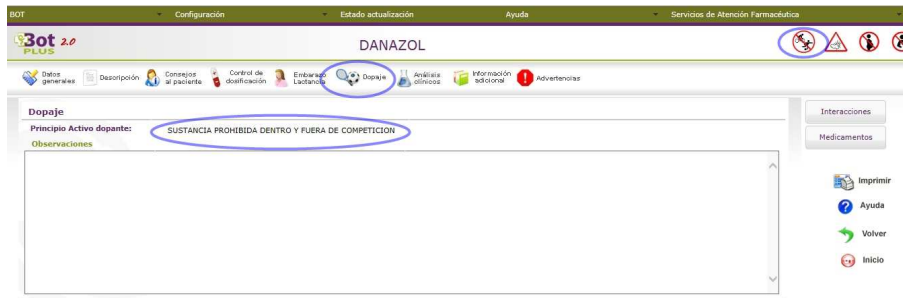 BOT Configuración Estado actualización Ayuda Servicios de Atención Farmacéutica
Bot PLUS 2.0
DANAZOL
Datos generales
Descripción
Consejos al paciente
Control de dosificación
Embarazo Lactancia
Dopaje
Análisis clínicos
Información adicional
Advertencias
Dopaje
Principio Activo dopante: SUSTANCIA PROHIBIDA DENTRO Y FUERA DE COMPETICION
Observaciones
Interacciones
Medicamentos
Imprimir
Ayuda
Volver
Inicio